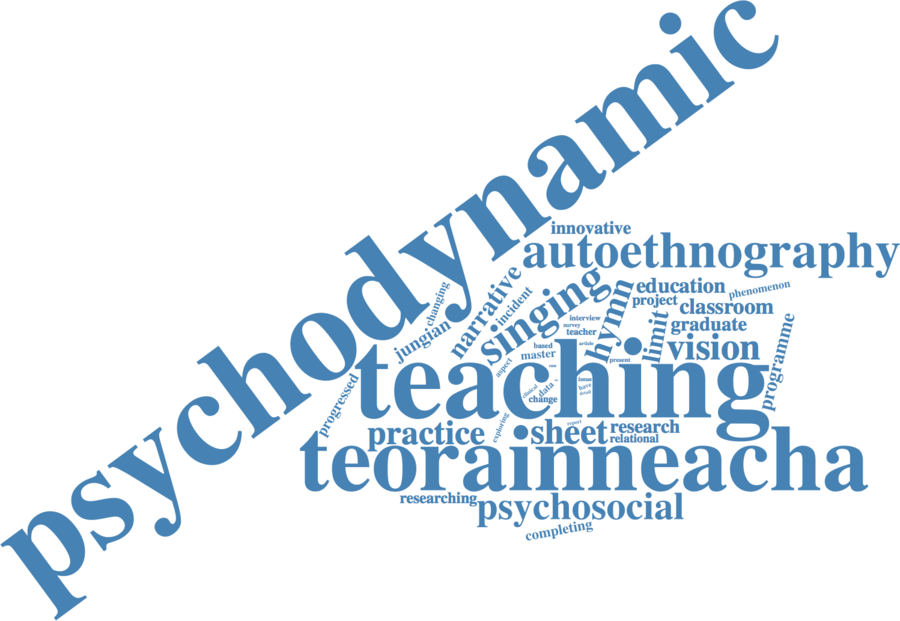 psychodynamic
innovative
autoethnography
narrative
changing
incident
singing
hymn
education
phenomenon
project
classroom
limit
graduate
jungian
interview
survey
teacher
vision
programme
based
article
master
present
aspect
teaching
progressed
clinical
data
focus
have
detail
change
exploring
report
practice
sheet
research
relational
teorainneacha
researching
psychosocial
completing